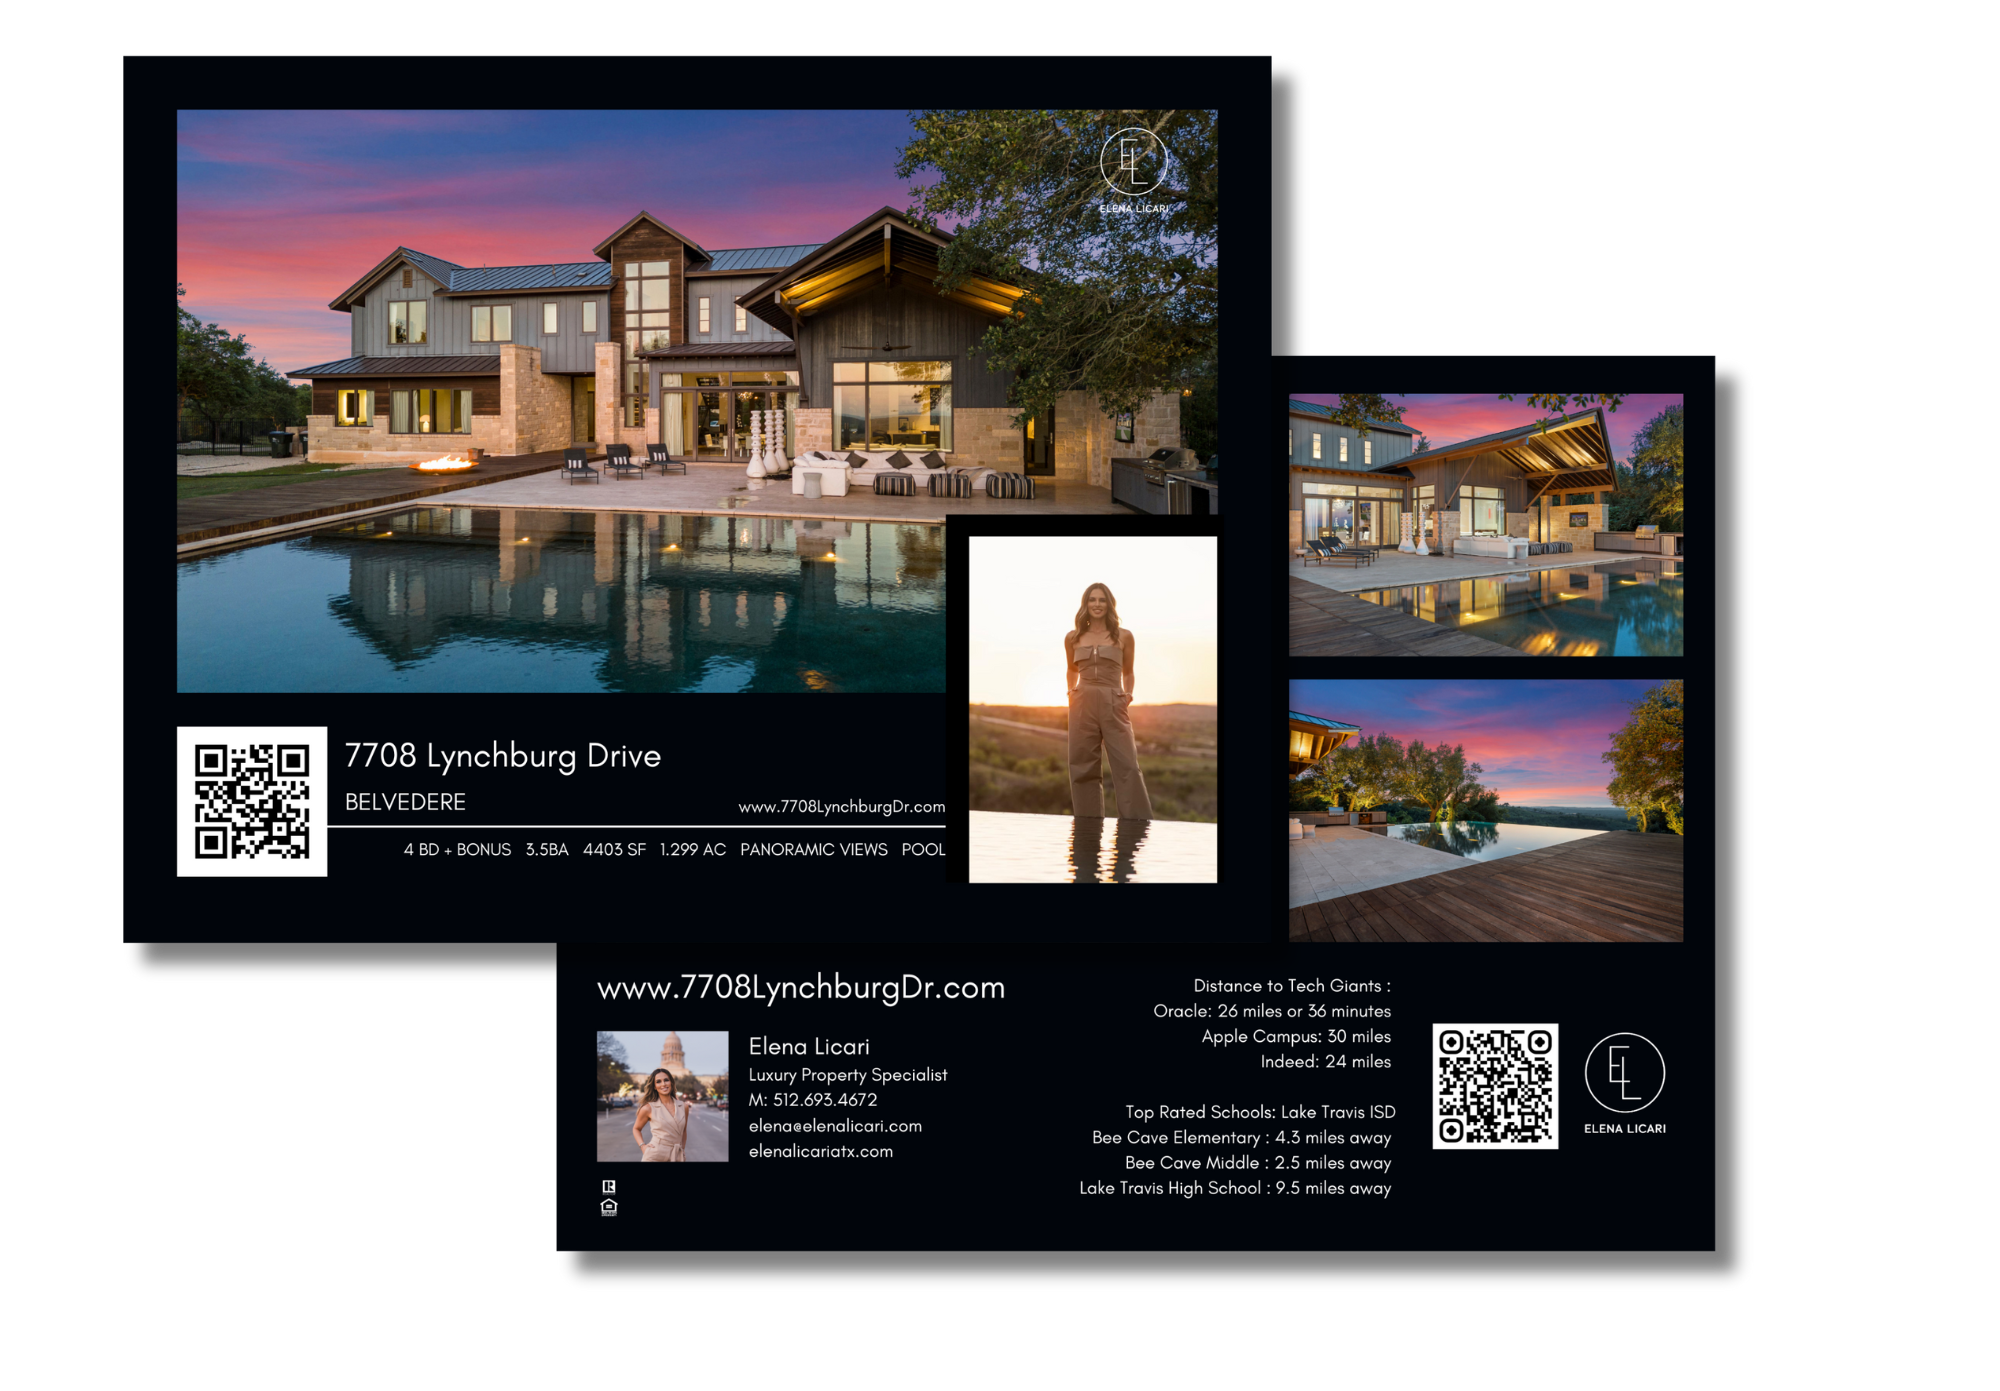 EL
ELENA LICARI
7708 Lynchburg Drive
BELVEDERE
www.7708LynchburgDr.com
4 BD + BONUS 3.5BA 4403 SF 1.299 AC PANORAMIC VIEWS POOL
www.7708LynchburgDr.com
Elena Licari
Luxury Property Specialist
M: 512.693.4672
elena@elenalicari.com
elenalicariatx.com
Distance to Tech Giants :
Oracle: 26 miles or 36 minutes
Apple Campus: 30 miles
Indeed: 24 miles
Top Rated Schools: Lake Travis ISD
Bee Cave Elementary : 4.3 miles away
Bee Cave Middle : 2.5 miles away
Lake Travis High School : 9.5 miles away
EL
ELENA LICARI